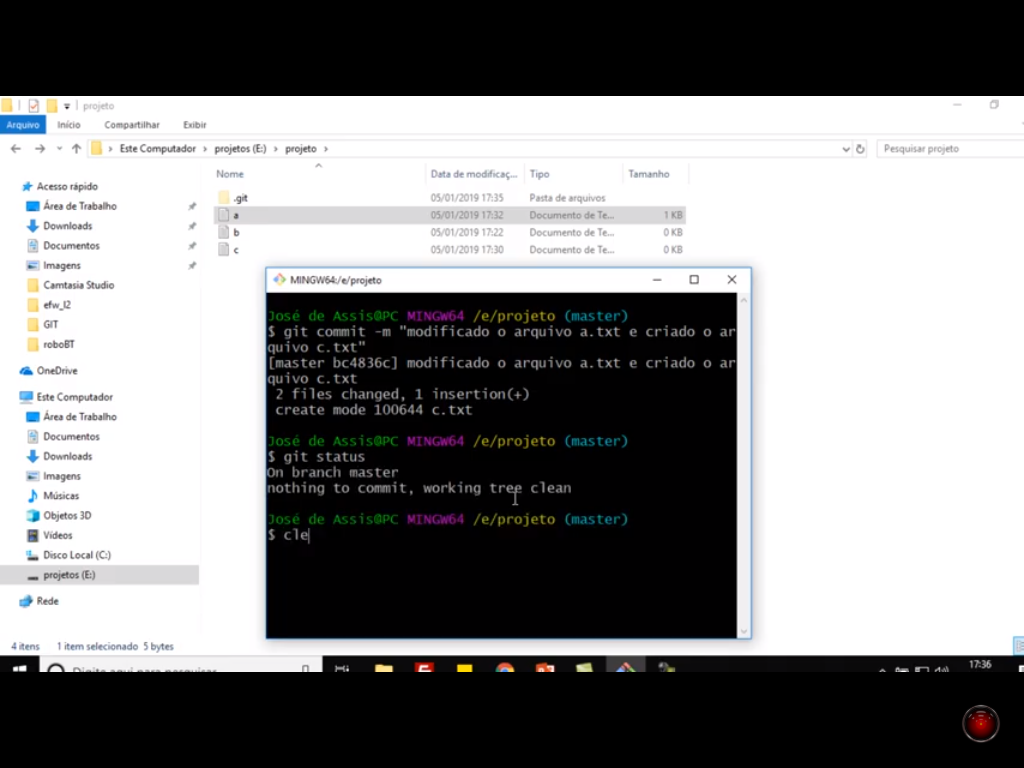 projeto
Arquivo Início Compartilhar Exibir
Este Computador projetos (E:) projeto
Pesquisar projeto
Nome Data de modificaç... Tipo Tamanho
.git 05/01/2019 17:35 Pasta de arquivos
a 05/01/2019 17:32 Documento de Te... 1 KB
b 05/01/2019 17:22 Documento de Te... 0 KB
c 05/01/2019 17:30 Documento de Te... 0 KB
Acesso rápido
Área de Trabalho
Downloads
Documentos
Imagens
Camtasia Studio
efw_l2
GIT
roboBT
OneDrive
Este Computador
Área de Trabalho
Documentos
Downloads
Imagens
Músicas
Objetos 3D
Vídeos
Disco Local (C:)
projetos (E:)
Rede
MINGW64:/e/projeto
José de Assis@PC MINGW64 /e/projeto (master)
$ git commit -m "modificado o arquivo a.txt e criado o ar
quivo c.txt"
[master bc4836c] modificado o arquivo a.txt e criado o ar
quivo c.txt
2 files changed, 1 insertion(+)
create mode 100644 c.txt
José de Assis@PC MINGW64 /e/projeto (master)
$ git status
On branch master
nothing to commit, working tree clean
José de Assis@PC MINGW64 /e/projeto (master)
$ cle
4 itens 1 item selecionado 5 bytes
Digite aqui para pesquisar
17:36